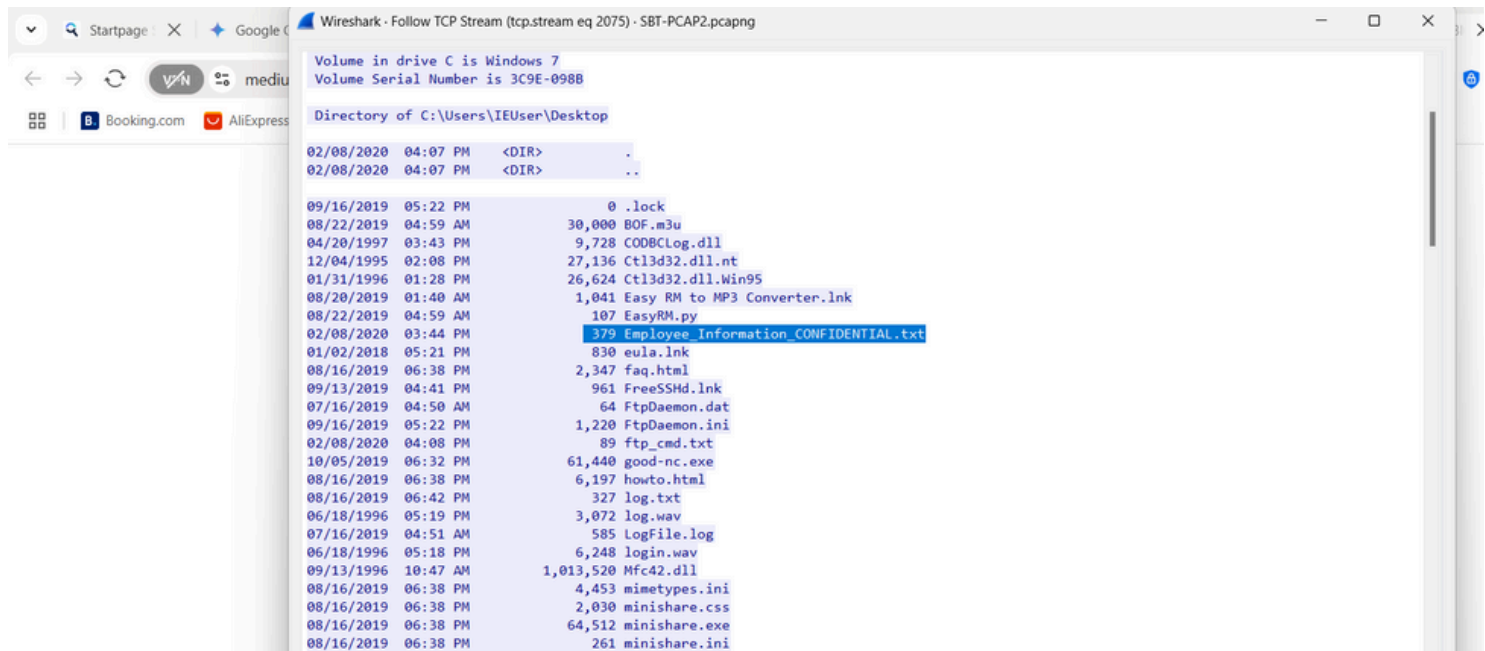 Startpage
Google
Wireshark · Follow TCP Stream (tcp.stream eq 2075) · SBT-PCAP2.pcapng
VPN
mediu
Booking.com
AliExpress
Volume in drive C is Windows 7
Volume Serial Number is 3C9E-098B
Directory of C:\Users\IEUser\Desktop
02/08/2020 04:07 PM <DIR> .
02/08/2020 04:07 PM <DIR> ..
09/16/2019 05:22 PM 0 .lock
08/22/2019 04:59 AM 30,000 BOF.m3u
04/20/1997 03:43 PM 9,728 CODBCLog.dll
12/04/1995 02:08 PM 27,136 Ctl3d32.dll.nt
01/31/1996 01:28 PM 26,624 Ctl3d32.dll.Win95
08/20/2019 01:40 AM 1,041 Easy RM to MP3 Converter.lnk
08/22/2019 04:59 AM 107 EasyRM.py
02/08/2020 03:44 PM 379 Employee_Information_CONFIDENTIAL.txt
01/02/2018 05:21 PM 830 eula.lnk
08/16/2019 06:38 PM 2,347 faq.html
09/13/2019 04:41 PM 961 FreeSSHd.lnk
07/16/2019 04:50 AM 64 FtpDaemon.dat
09/16/2019 05:22 PM 1,220 FtpDaemon.ini
02/08/2020 04:08 PM 89 ftp_cmd.txt
10/05/2019 06:32 PM 61,440 good-nc.exe
08/16/2019 06:38 PM 6,197 howto.html
08/16/2019 06:42 PM 327 log.txt
06/18/1996 05:19 PM 3,072 log.wav
07/16/2019 04:51 AM 585 LogFile.log
06/18/1996 05:18 PM 6,248 login.wav
09/13/1996 10:47 AM 1,013,520 Mfc42.dll
08/16/2019 06:38 PM 4,453 mimetypes.ini
08/16/2019 06:38 PM 2,030 minishare.css
08/16/2019 06:38 PM 64,512 minishare.exe
08/16/2019 06:38 PM 261 minishare.ini